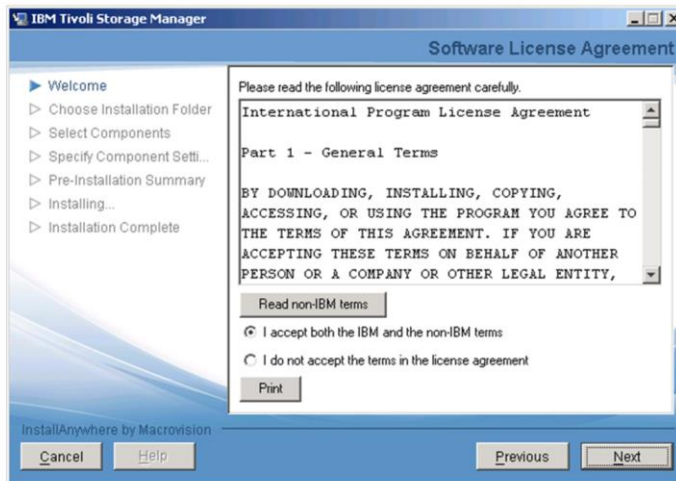 IBM Tivoli Storage Manager
Software License Agreement
Welcome
Choose Installation Folder
Select Components
Specify Component Setti...
Pre-Installation Summary
Installing...
Installation Complete
Please read the following license agreement carefully.
International Program License Agreement
Part 1 - General Terms
BY DOWNLOADING, INSTALLING, COPYING,
ACCESSING, OR USING THE PROGRAM YOU AGREE TO
THE TERMS OF THIS AGREEMENT. IF YOU ARE
ACCEPTING THESE TERMS ON BEHALF OF ANOTHER
PERSON OR A COMPANY OR OTHER LEGAL ENTITY,
Read non-IBM terms
I accept both the IBM and the non-IBM terms
I do not accept the terms in the license agreement
Print
InstallAnywhere by Macrovision
Cancel
Help
Previous
Next